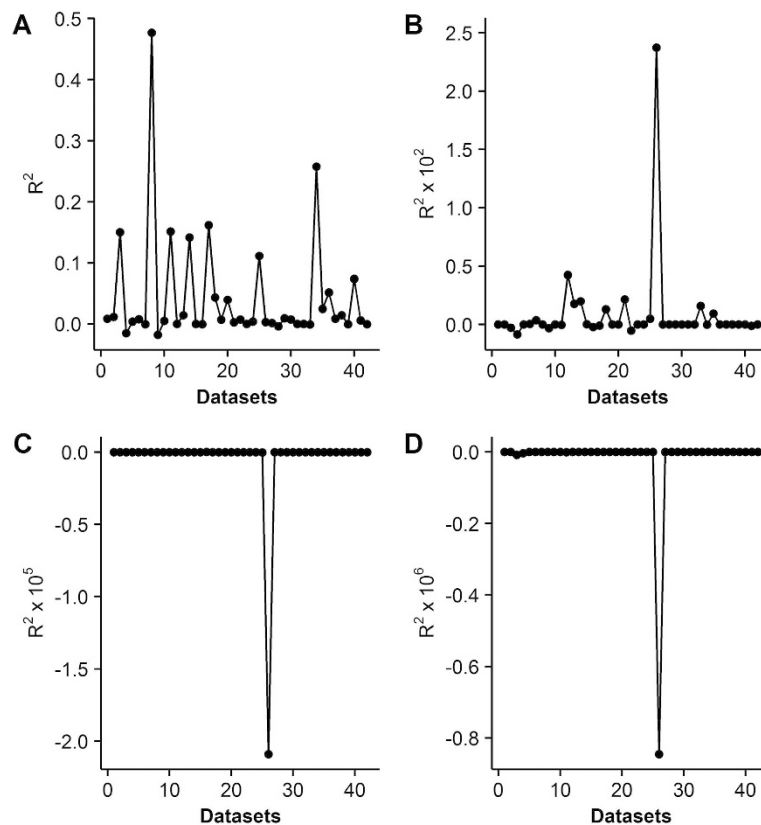 A
B
0.5
0.4
0.3
0.2
0.1
0.0
R²
0 10 20 30 40
Datasets
2.5
2.0
1.5
1.0
0.5
0.0
R² x 10²
0 10 20 30 40
Datasets
C
D
0.0
-0.5
-1.0
-1.5
-2.0
R² x 10⁵
0 10 20 30 40
Datasets
0.0
-0.2
-0.4
-0.6
-0.8
R² x 10⁶
0 10 20 30 40
Datasets